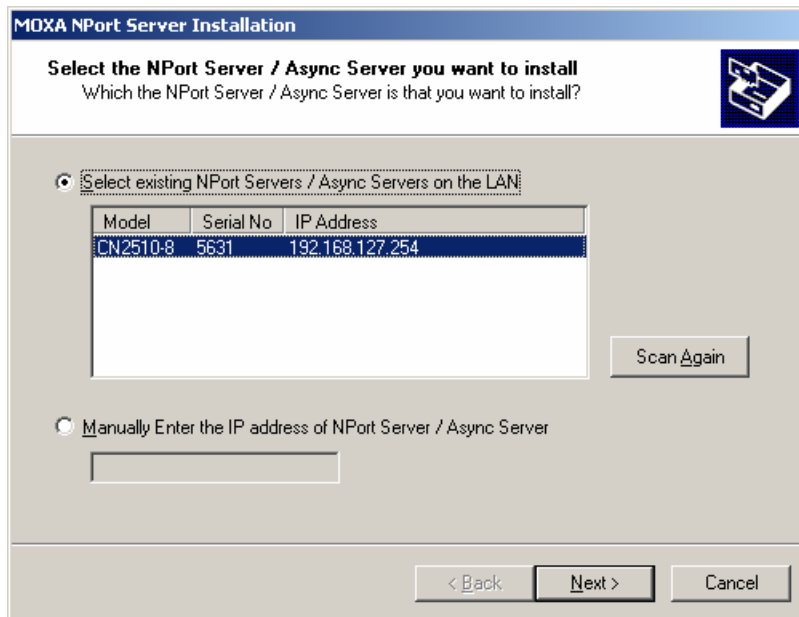 MOXA NPort Server Installation
Select the NPort Server / Async Server you want to install
Which the NPort Server / Async Server is that you want to install?
Select existing NPort Servers / Async Servers on the LAN
Model Serial No IP Address
CN2510-8 5631 192.168.127.254
Scan Again
Manually Enter the IP address of NPort Server / Async Server
< Back Next > Cancel